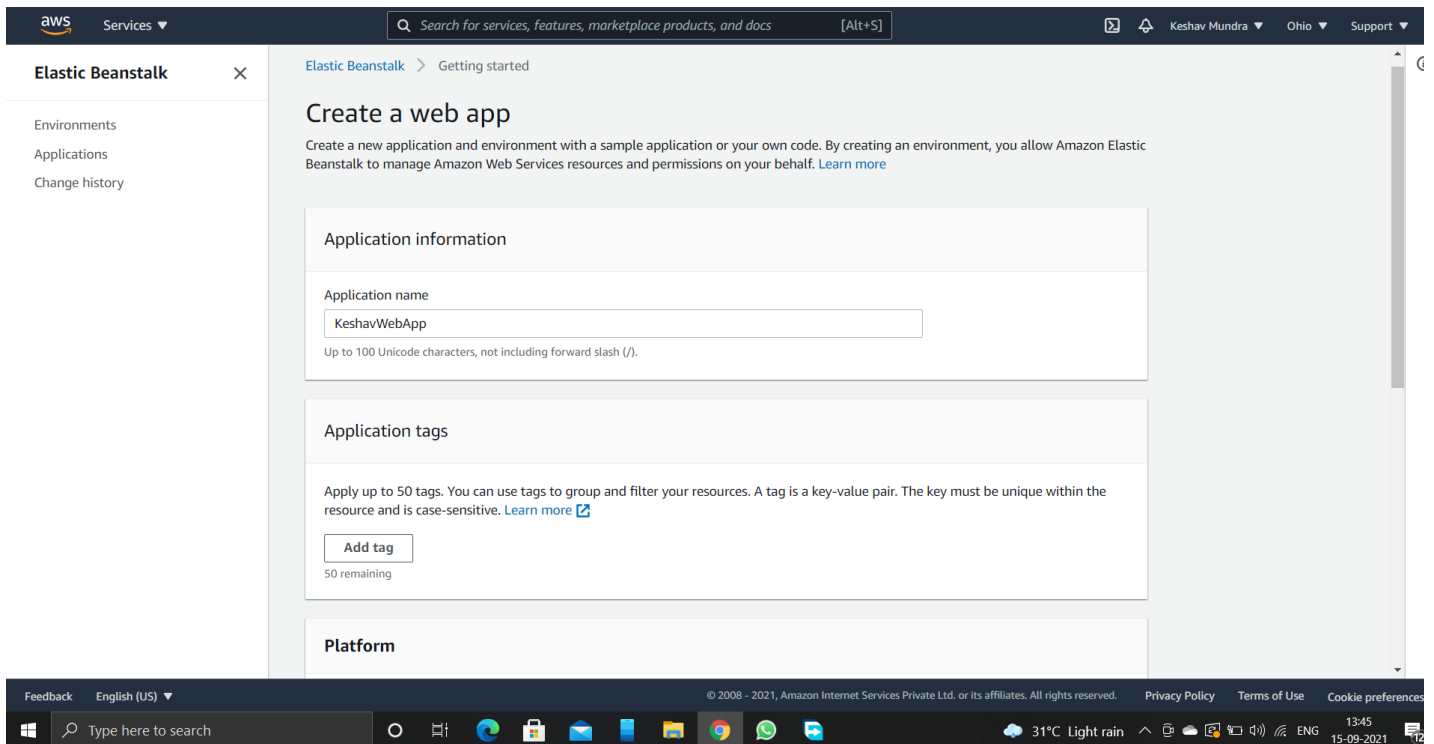 aws Services ▼ Search for services, features, marketplace products, and docs [Alt+S] Keshav Mundra ▼ Ohio ▼ Support ▼
Elastic Beanstalk
Environments
Applications
Change history
Elastic Beanstalk > Getting started
Create a web app
Create a new application and environment with a sample application or your own code. By creating an environment, you allow Amazon Elastic
Beanstalk to manage Amazon Web Services resources and permissions on your behalf. Learn more
Application information
Application name
KeshavWebApp
Up to 100 Unicode characters, not including forward slash (/).
Application tags
Apply up to 50 tags. You can use tags to group and filter your resources. A tag is a key-value pair. The key must be unique within the
resource and is case-sensitive. Learn more
Add tag
50 remaining
Platform
Feedback English (US) ▼ © 2008 - 2021, Amazon Internet Services Private Ltd. or its affiliates. All rights reserved. Privacy Policy Terms of Use Cookie preferences
Type here to search 31°C Light rain ENG 13:45
15-09-2021 12